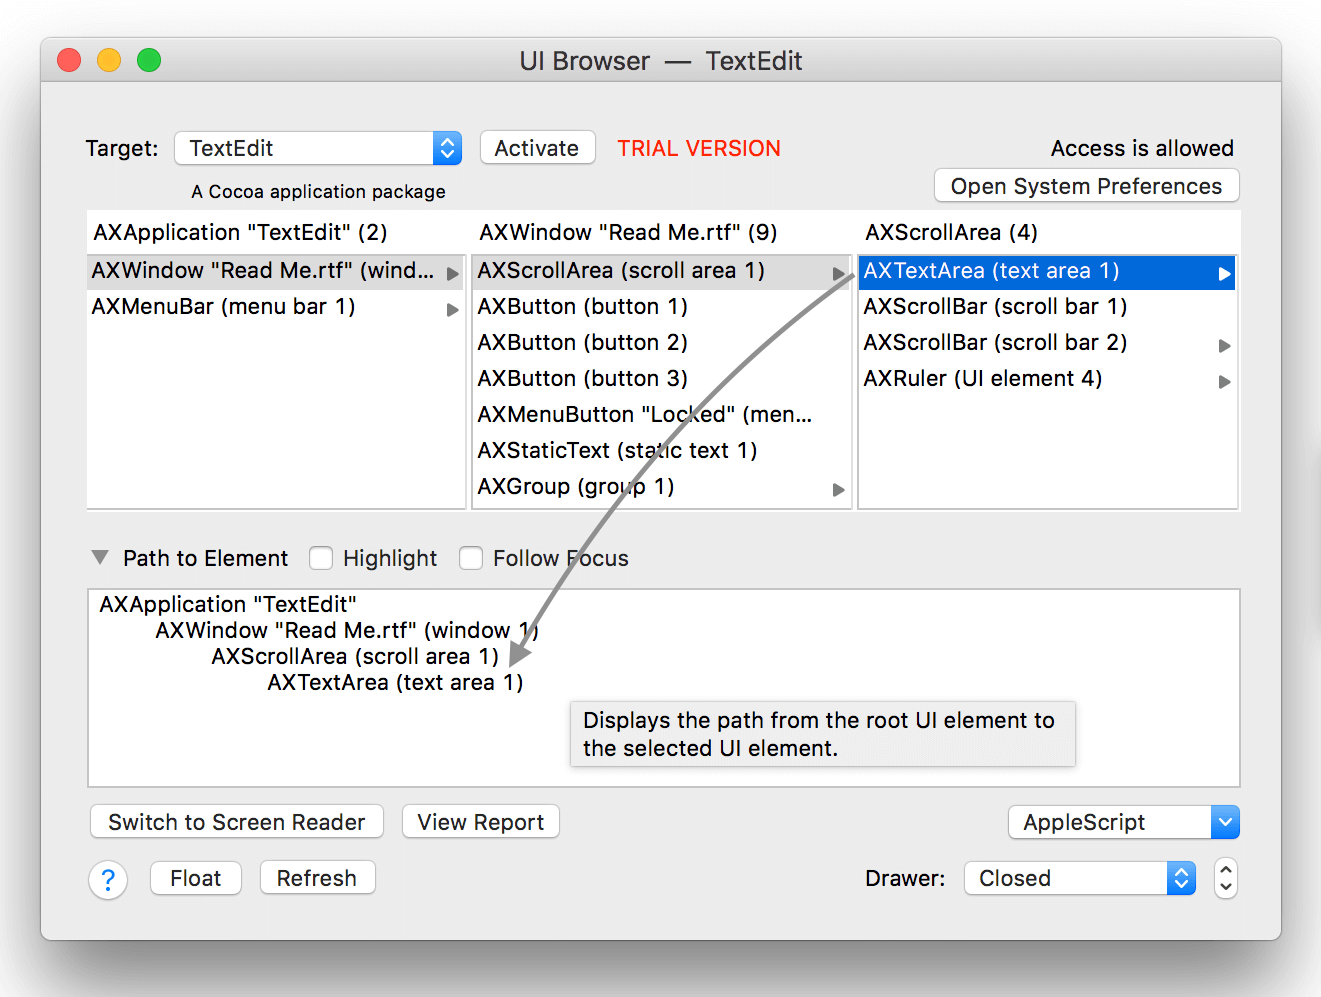 UI Browser — TextEdit
Target: TextEdit Activate TRIAL VERSION Access is allowed
A Cocoa application package Open System Preferences
AXApplication "TextEdit" (2)
AXWindow "Read Me.rtf" (wind...
AXMenuBar (menu bar 1)
AXWindow "Read Me.rtf" (9)
AXScrollArea (scroll area 1)
AXButton (button 1)
AXButton (button 2)
AXButton (button 3)
AXMenuButton "Locked" (men...
AXStaticText (static text 1)
AXGroup (group 1)
AXScrollArea (4)
AXTextArea (text area 1)
AXScrollBar (scroll bar 1)
AXScrollBar (scroll bar 2)
AXRuler (UI element 4)
Path to Element Highlight Follow Focus
AXApplication "TextEdit"
AXWindow "Read Me.rtf" (window 1)
AXScrollArea (scroll area 1)
AXTextArea (text area 1)
Displays the path from the root UI element to
the selected UI element.
Switch to Screen Reader View Report AppleScript
? Float Refresh Drawer: Closed